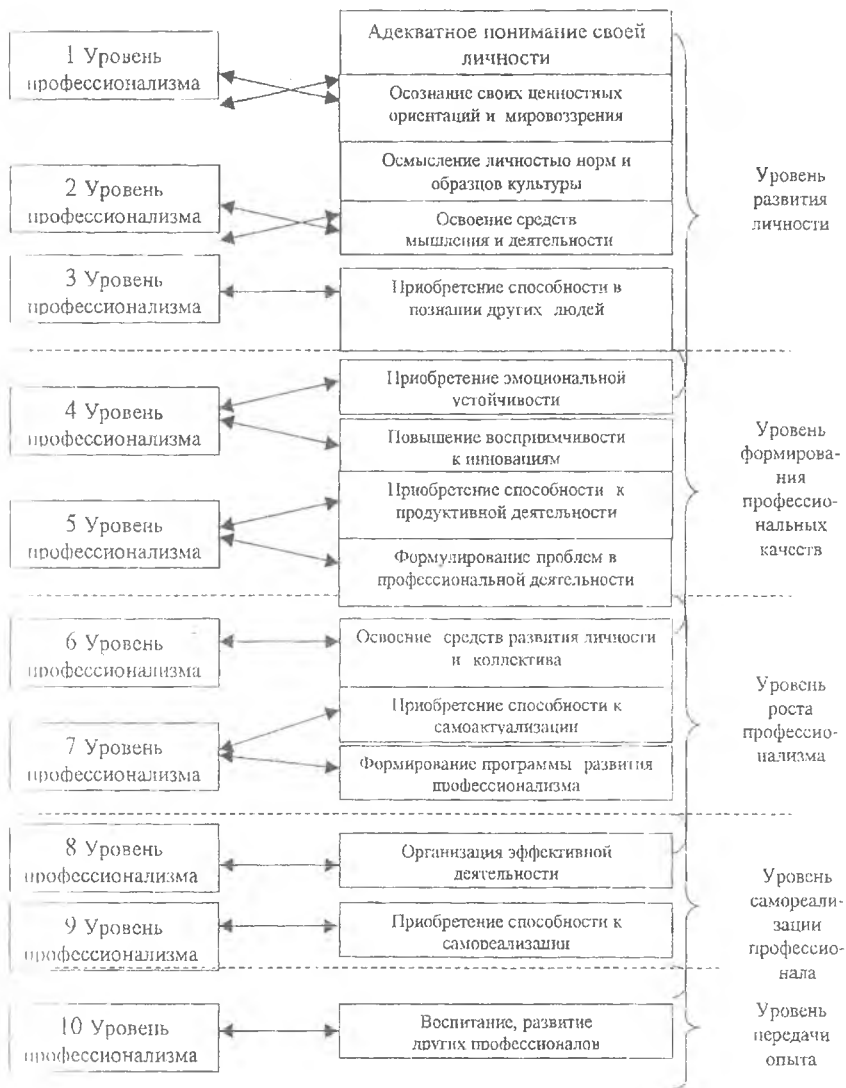 1 Уровень
профессионализма
Адекватное понимание своей
личности
Осознание своих ценностных
ориентаций и мировоззрения
Осмысление личностью норм и
образцов культуры
2 Уровень
профессионализма
Освоение средств
мышления и деятельности
3 Уровень
профессионализма
Приобретение способности в
познании других людей
Уровень
развития
личности
4 Уровень
профессионализма
Приобретение эмоциональной
устойчивости
Повышение восприимчивости
к инновациям
5 Уровень
профессионализма
Приобретение способности к
продуктивной деятельности
Формулирование проблем в
профессиональной деятельности
Уровень
формирова-
ния
профессио-
нальных
качеств
6 Уровень
профессионализма
Освоение средств развития личности
и коллектива
7 Уровень
профессионализма
Приобретение способности к
самоактуализации
Формирование программы развития
профессионализма
Уровень
роста
професси-
нализма
8 Уровень
профессионализма
Организация эффективной
деятельности
9 Уровень
профессионализма
Приобретение способности к
самореализации
Уровень
самореали-
зации
профессио-
нала
10 Уровень
профессионализма
Воспитание, развитие
других профессионалов
Уровень
передачи
опыта